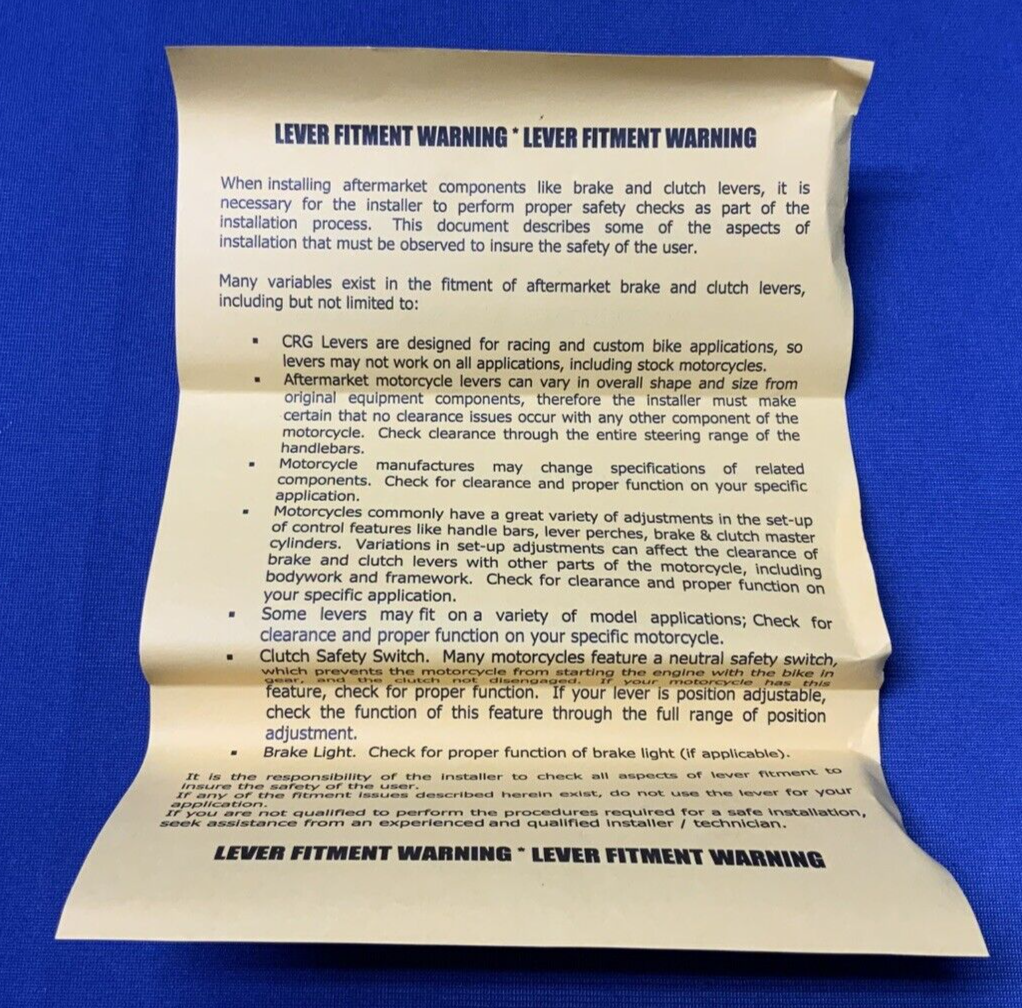 LEVER FITMENT WARNING * LEVER FITMENT WARNING
When installing aftermarket components like brake and clutch levers, it is
necessary for the installer to perform proper safety checks as part of the
installation process. This document describes some of the aspects of
installation that must be observed to insure the safety of the user.
Many variables exist in the fitment of aftermarket brake and clutch levers,
including but not limited to:
▪ CRG Levers are designed for racing and custom bike applications, so
levers may not work on all applications, including stock motorcycles.
▪ Aftermarket motorcycle levers can vary in overall shape and size from
original equipment components, therefore the installer must make
certain that no clearance issues occur with any other component of the
motorcycle. Check clearance through the entire steering range of the
handlebars.
▪ Motorcycle manufactures may change specifications of related
components. Check for clearance and proper function on your specific
application.
▪ Motorcycles commonly have a great variety of adjustments in the set-up
of control features like handle bars, lever perches, brake & clutch master
cylinders. Variations in set-up adjustments can affect the clearance of
brake and clutch levers with other parts of the motorcycle, including
bodywork and framework. Check for clearance and proper function on
your specific application.
▪ Some levers may fit on a variety of model applications; Check for
clearance and proper function on your specific motorcycle.
▪ Clutch Safety Switch. Many motorcycles feature a neutral safety switch,
which prevents the motorcycle from starting the engine with the bike in
gear, and the clutch not disengaged. If your motorcycle has this
feature, check for proper function. If your lever is position adjustable,
check the function of this feature through the full range of position
adjustment.
▪ Brake Light. Check for proper function of brake light (if applicable).
It is the responsibility of the installer to check all aspects of lever fitment to
insure the safety of the user.
If any of the fitment issues described herein exist, do not use the lever for your
application.
If you are not qualified to perform the procedures required for a safe installation,
seek assistance from an experienced and qualified installer / technician.
LEVER FITMENT WARNING * LEVER FITMENT WARNING